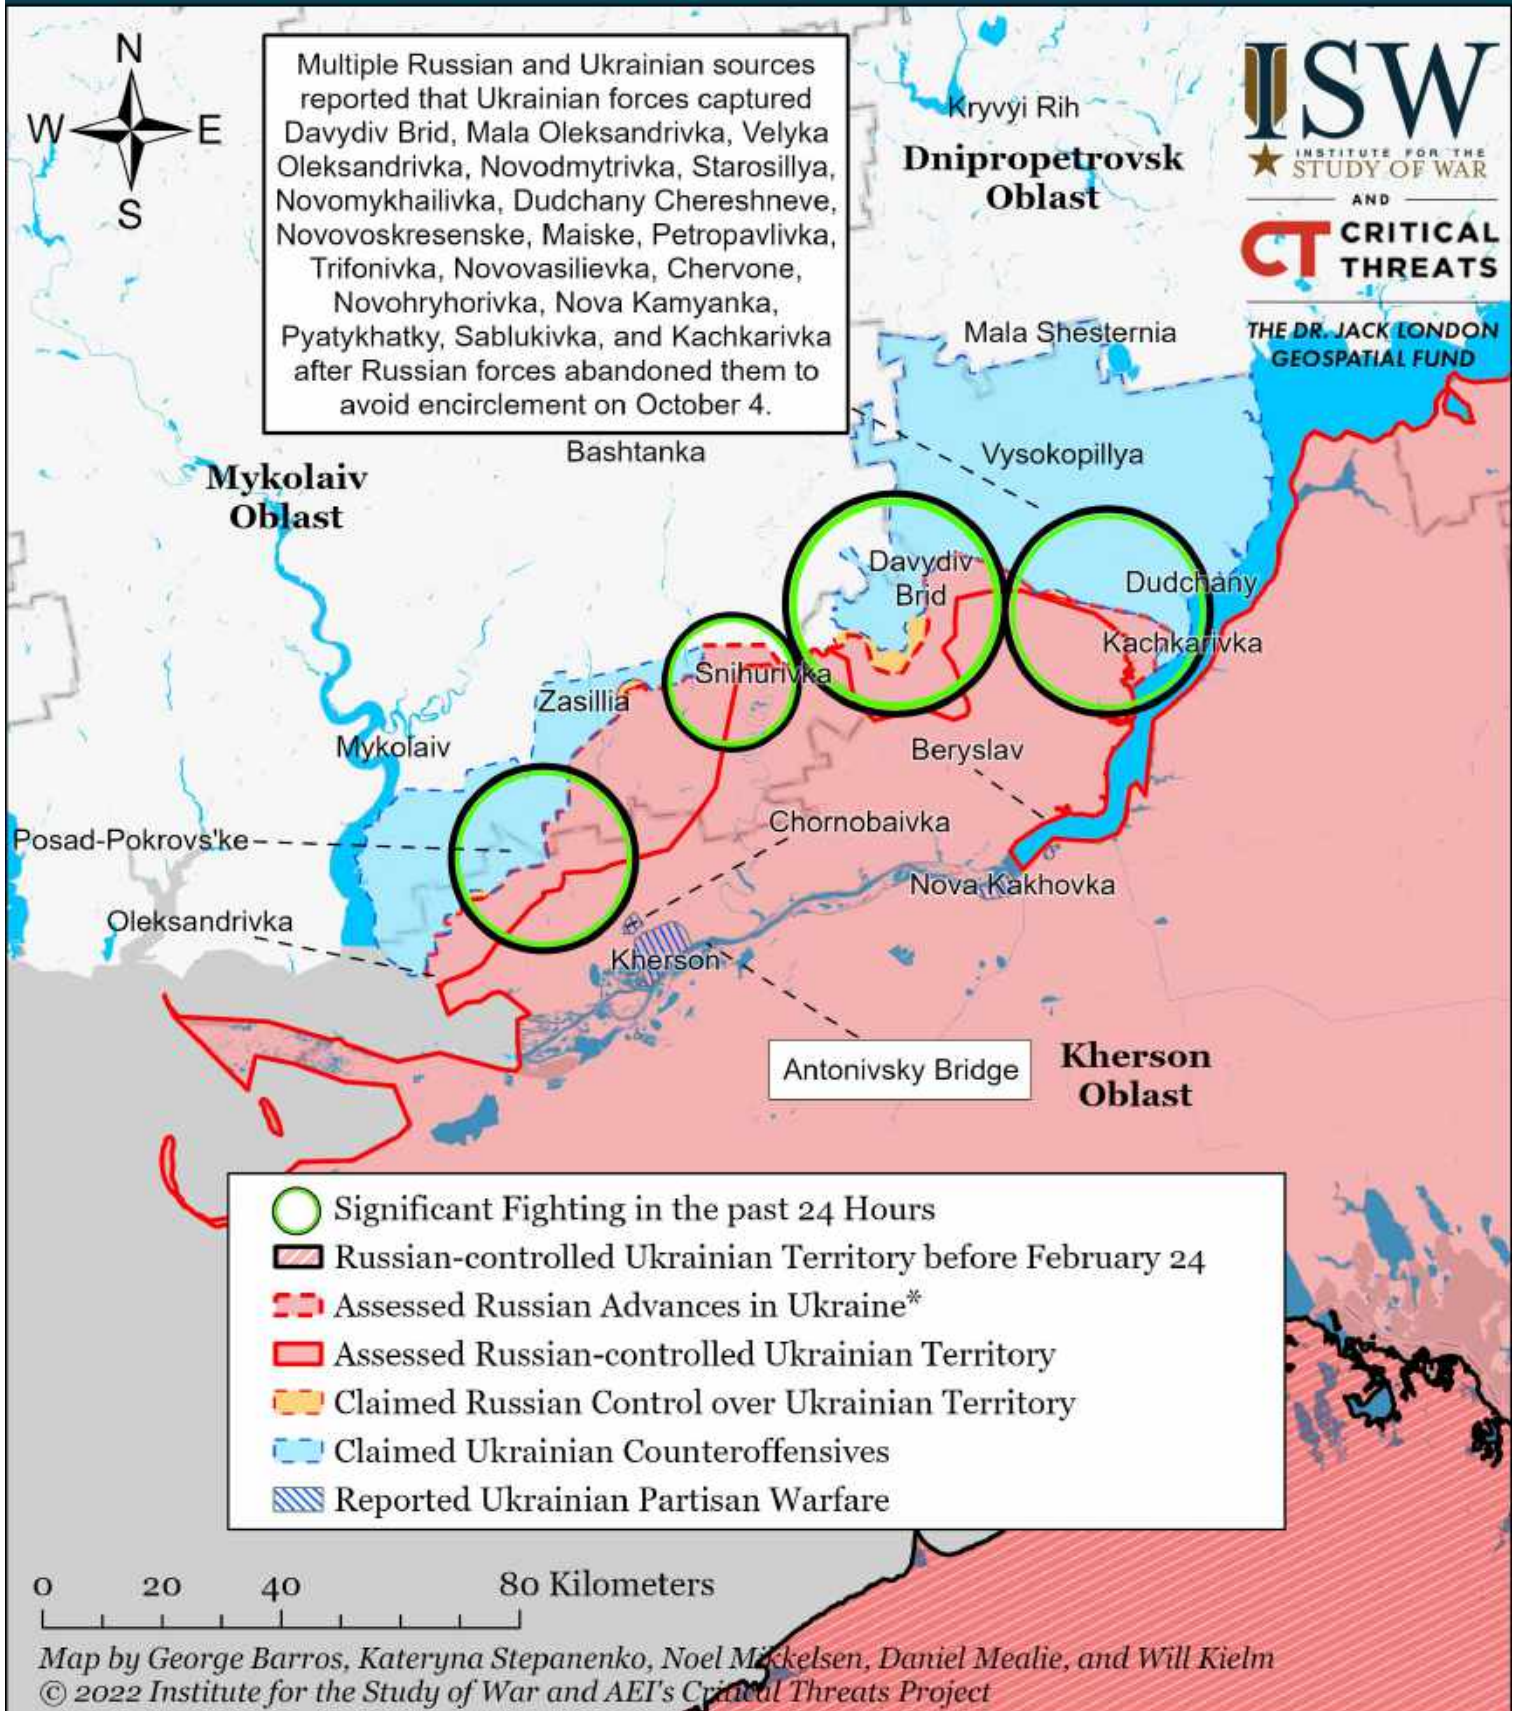 N
W E
S
Multiple Russian and Ukrainian sources
reported that Ukrainian forces captured
Davydiv Brid, Mala Oleksandrivka, Velyka
Oleksandrivka, Novodmytrivka, Starosillya,
Novomykhailivka, Dudchany Chereshneve,
Novovoskresenske, Maiske, Petropavlivka,
Trifonivka, Novovasilievka, Chervone,
Novohryhorivka, Nova Kamyanka,
Pyatykhatky, Sablukivka, and Kachkarivka
after Russian forces abandoned them to
avoid encirclement on October 4.
Kryvyi Rih
Dnipropetrovsk
Oblast
ISW
INSTITUTE FOR THE
STUDY OF WAR
AND
CT CRITICAL
THREATS
THE DR. JACK LONDON
GEOSPATIAL FUND
Mala Shesternia
Bashtanka
Vysokopillya
Mykolaiv
Oblast
Davydiv
Brid
Dudchany
Kachkarivka
Snihurivka
Zasillia
Mykolaiv
Beryslav
Chornobaivka
Posad-Pokrovs'ke
Nova Kakhovka
Oleksandrivka
Kherson
Antonivsky Bridge
Kherson
Oblast
Significant Fighting in the past 24 Hours
Russian-controlled Ukrainian Territory before February 24
Assessed Russian Advances in Ukraine*
Assessed Russian-controlled Ukrainian Territory
Claimed Russian Control over Ukrainian Territory
Claimed Ukrainian Counteroffensives
Reported Ukrainian Partisan Warfare
0 20 40 80 Kilometers
Map by George Barros, Kateryna Stepanenko, Noel Mikkelsen, Daniel Mealie, and Will Kielm
© 2022 Institute for the Study of War and AEI's Critical Threats Project